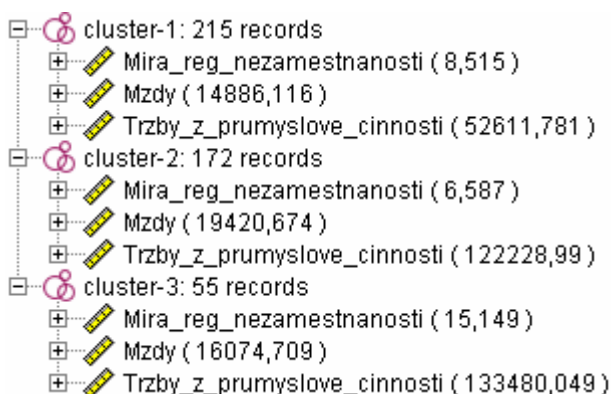 cluster-1: 215 records
Mira_reg_nezamestnanosti ( 8,515 )
Mzdy ( 14886,116 )
Trzby_z_prumyslove_cinnosti ( 52611,781 )
cluster-2: 172 records
Mira_reg_nezamestnanosti ( 6,587 )
Mzdy ( 19420,674 )
Trzby_z_prumyslove_cinnosti ( 122228,99 )
cluster-3: 55 records
Mira_reg_nezamestnanosti ( 15,149 )
Mzdy ( 16074,709 )
Trzby_z_prumyslove_cinnosti ( 133480,049 )